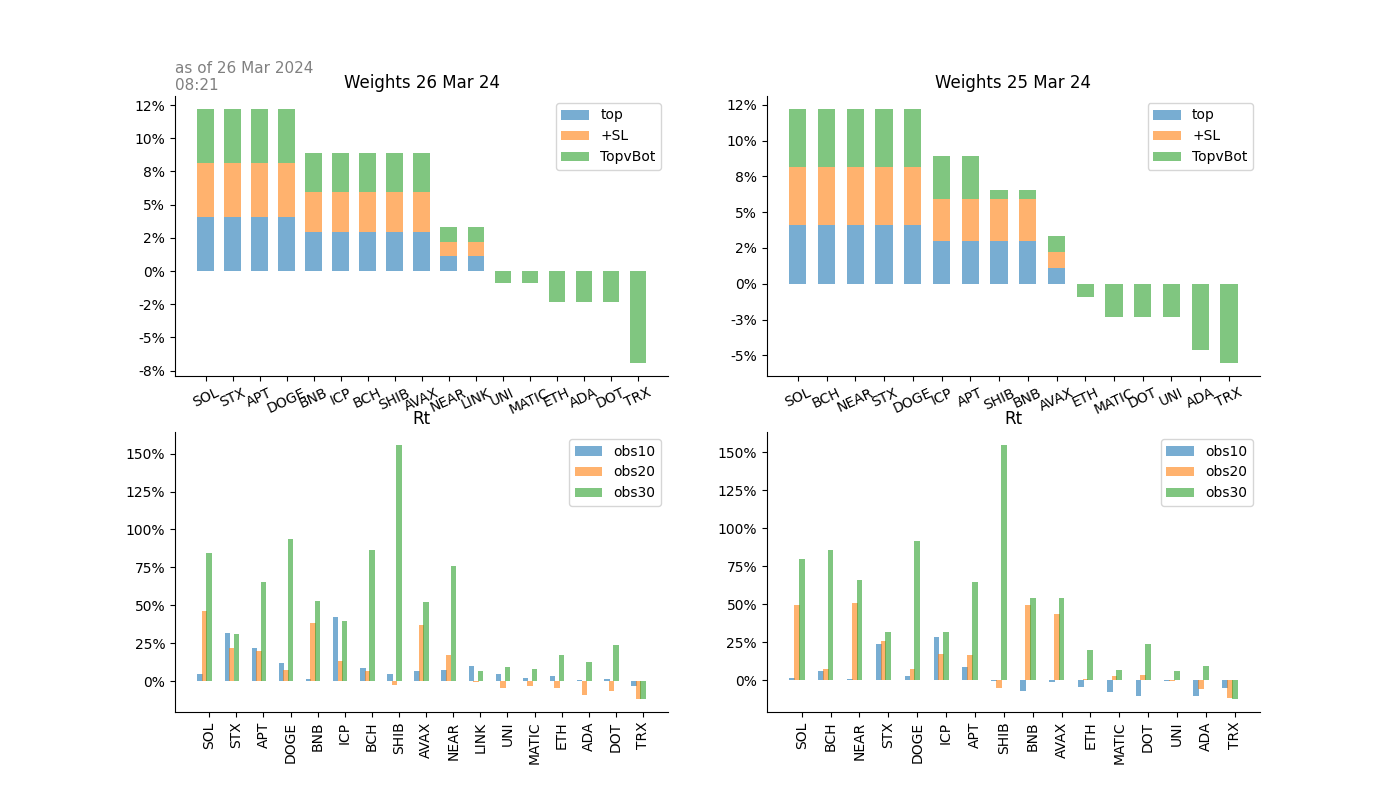 as of 26 Mar 2024
08:21
Weights 26 Mar 24
12%
10%
8%
5%
2%
0%
-2%
-5%
-8%
top
+SL
TopvBot
SOL STX APT DOGE BNB ICP BCH SHIB AVAX NEAR LINK UNI MATIC ETH ADA DOT TRX
Weights 25 Mar 24
12%
10%
8%
5%
2%
0%
-3%
-5%
top
+SL
TopvBot
SOL BCH NEAR STX DOGE ICP APT SHIB BNB AVAX ETH MATIC DOT UNI ADA TRX
Rt
150%
125%
100%
75%
50%
25%
0%
obs10
obs20
obs30
SOL STX APT DOGE BNB ICP BCH SHIB AVAX NEAR LINK UNI MATIC ETH ADA DOT TRX
Rt
150%
125%
100%
75%
50%
25%
0%
obs10
obs20
obs30
SOL BCH NEAR STX DOGE ICP APT SHIB BNB AVAX ETH MATIC DOT UNI ADA TRX